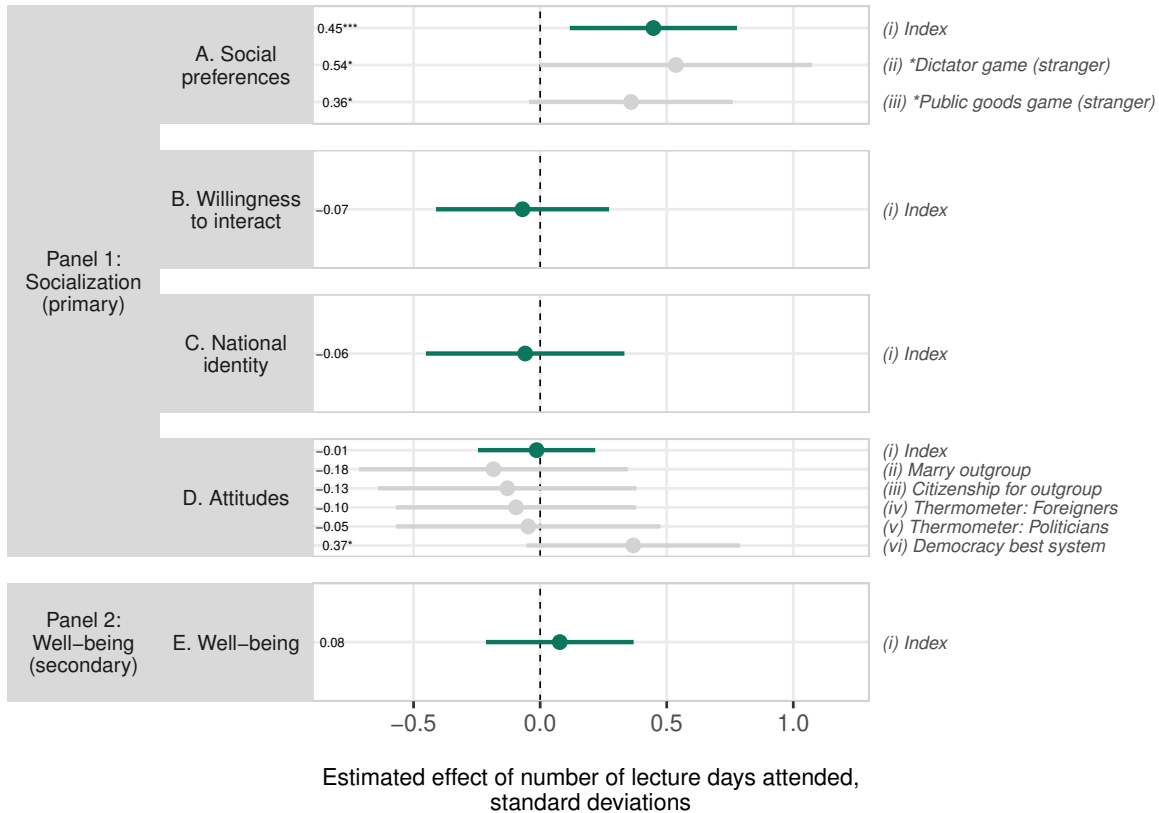 Panel 1:
Socialization
(primary)
A. Social
preferences
0.45***
(i) Index
0.54*
(ii) *Dictator game (stranger)
0.36*
(iii) *Public goods game (stranger)
B. Willingness
to interact
−0.07
(i) Index
C. National
identity
−0.06
(i) Index
D. Attitudes
−0.01
(i) Index
−0.18
(ii) Marry outgroup
−0.13
(iii) Citizenship for outgroup
−0.10
(iv) Thermometer: Foreigners
−0.05
(v) Thermometer: Politicians
0.37*
(vi) Democracy best system
Panel 2:
Well−being
(secondary)
E. Well−being
0.08
(i) Index
−0.5 0.0 0.5 1.0
Estimated effect of number of lecture days attended,
standard deviations